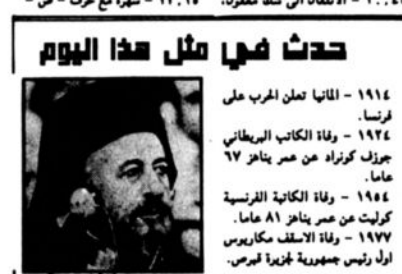 حدث في مثل هذا اليوم
١٩١٤ - المانيا تعلن الحرب على
فرنسا.
١٩٢٤ - وفاة الكاتب البريطاني
جوزف كونراد عن عمر يناهز ٦٧
عاما.
١٩٥٤ - وفاة الكاتبة الفرنسية
كوليت عن عمر يناهز ٨١ عاما.
١٩٧٧ - وفاة الاسقف مكاريوس
اول رئيس جمهورية لجزيرة قبرص.